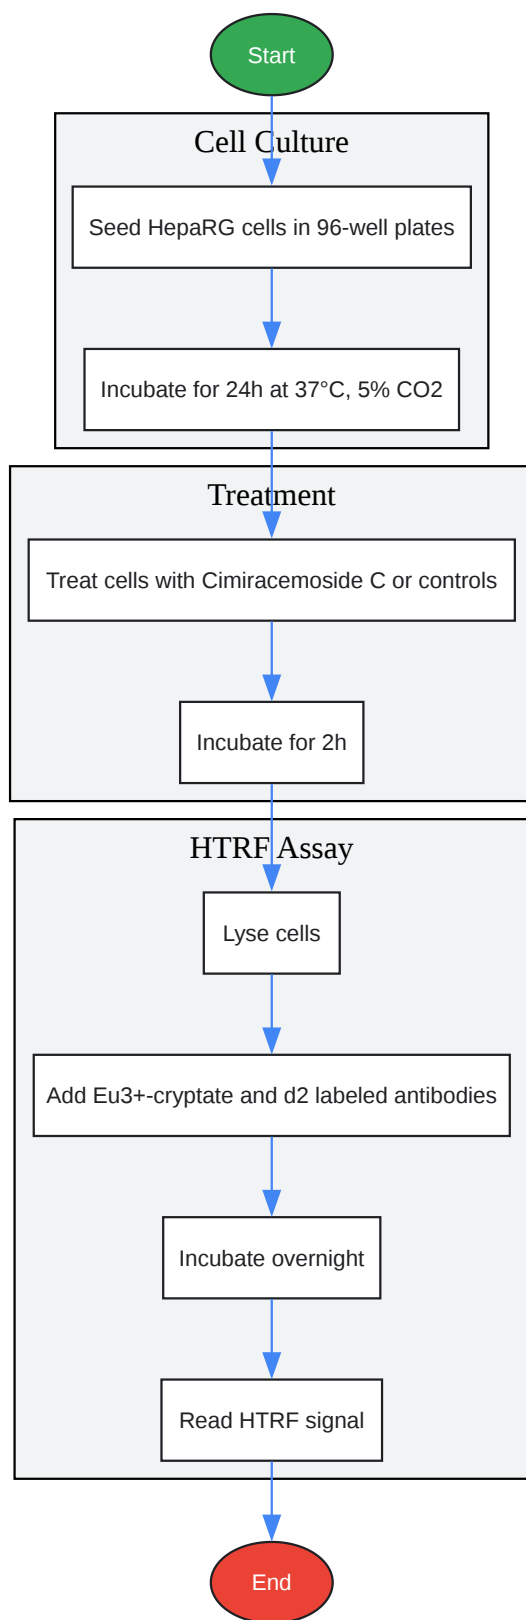 Start
Cell Culture
Seed HepaRG cells in 96-well plates
Incubate for 24h at 37°C, 5% CO2
Treatment
Treat cells with Cimiracemoside C or controls
Incubate for 2h
HTRF Assay
Lyse cells
Add Eu3+-cryptate and d2 labeled antibodies
Incubate overnight
Read HTRF signal
End